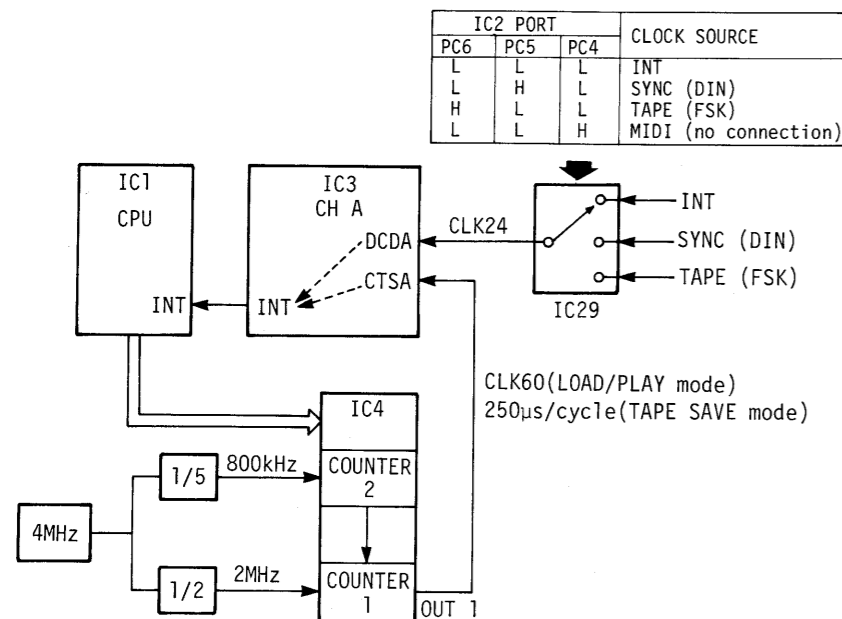 IC2 PORT CLOCK SOURCE
PC6 PC5 PC4
L L L INT
L H L SYNC (DIN)
H L L TAPE (FSK)
L L H MIDI (no connection)
IC1
CPU
INT
IC3
CH A
DCDA
CTSA
INT
CLK24
INT
SYNC (DIN)
TAPE (FSK)
IC29
CLK60(LOAD/PLAY mode)
250μs/cycle(TAPE SAVE mode)
IC4
4MHz
1/5
800kHz
COUNTER
2
1/2
2MHz
COUNTER
1
OUT 1